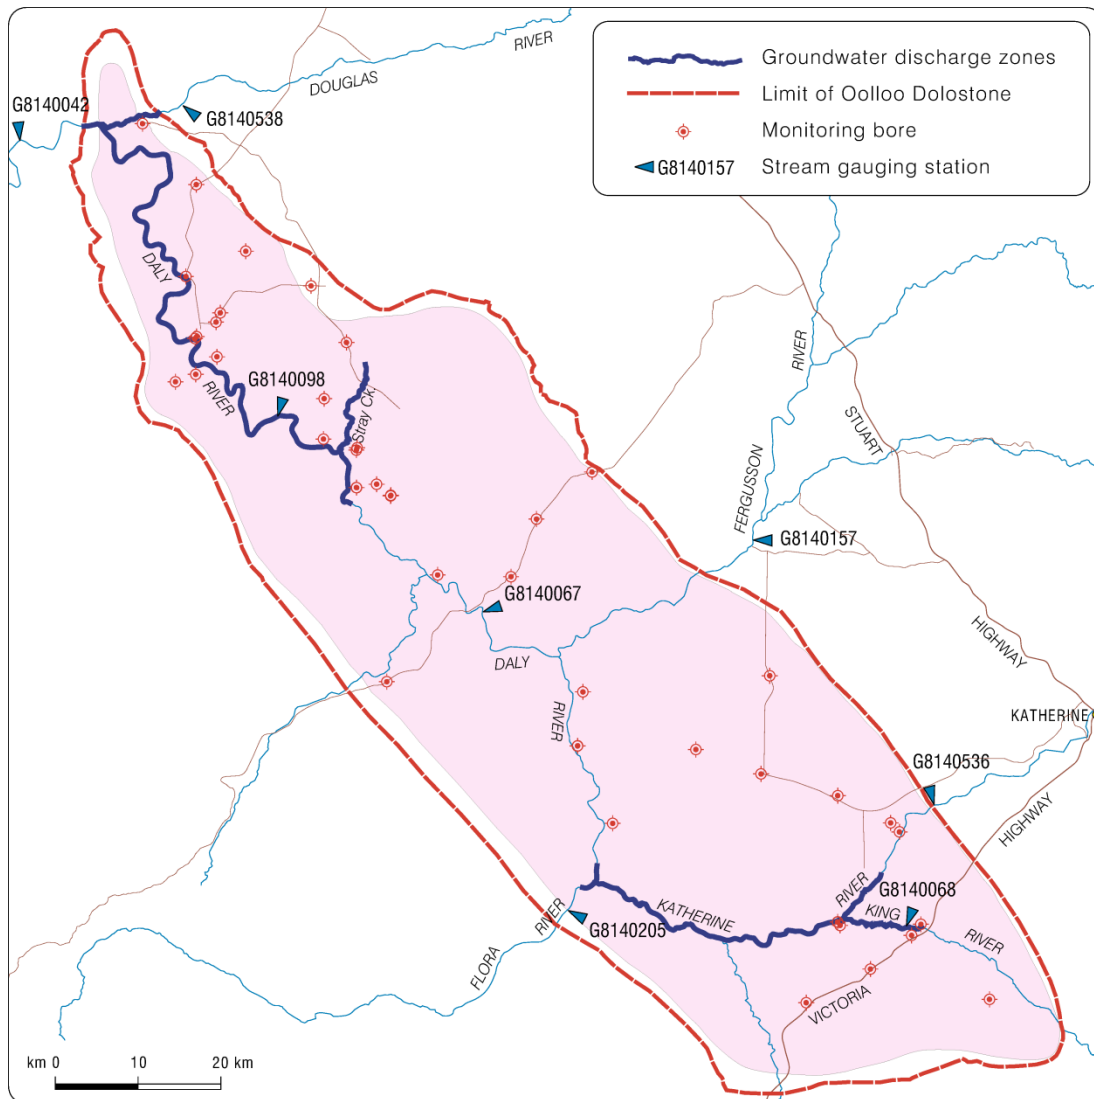 RIVER
DOUGLAS
Groundwater discharge zones
Limit of Oolloo Dolostone
Monitoring bore
G8140157 Stream gauging station
G8140042
G8140538
DALY
RIVER
G8140098
Stray Ck
RIVER
STUART
FERGUSSON
G8140157
G8140067
DALY
RIVER
HIGHWAY
KATHERINE
G8140536
HIGHWAY
RIVER
G8140068
KATHERINE
KING
RIVER
RIVER
G8140205
FLORA
VICTORIA
km 0 10 20 km